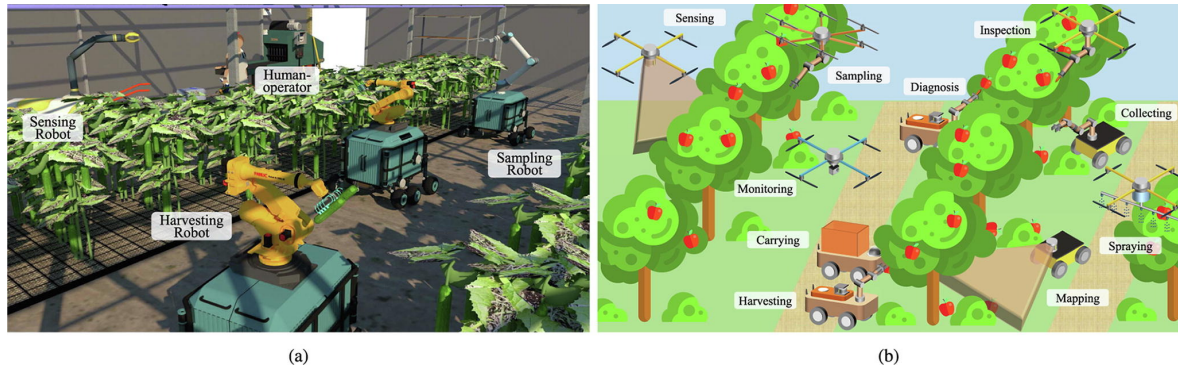 Sensing
Robot
Human-
operator
Harvesting
Robot
Sampling
Robot
(a)
Sensing
Sampling
Inspection
Diagnosis
Collecting
Monitoring
Carrying
Spraying
Harvesting
Mapping
(b)